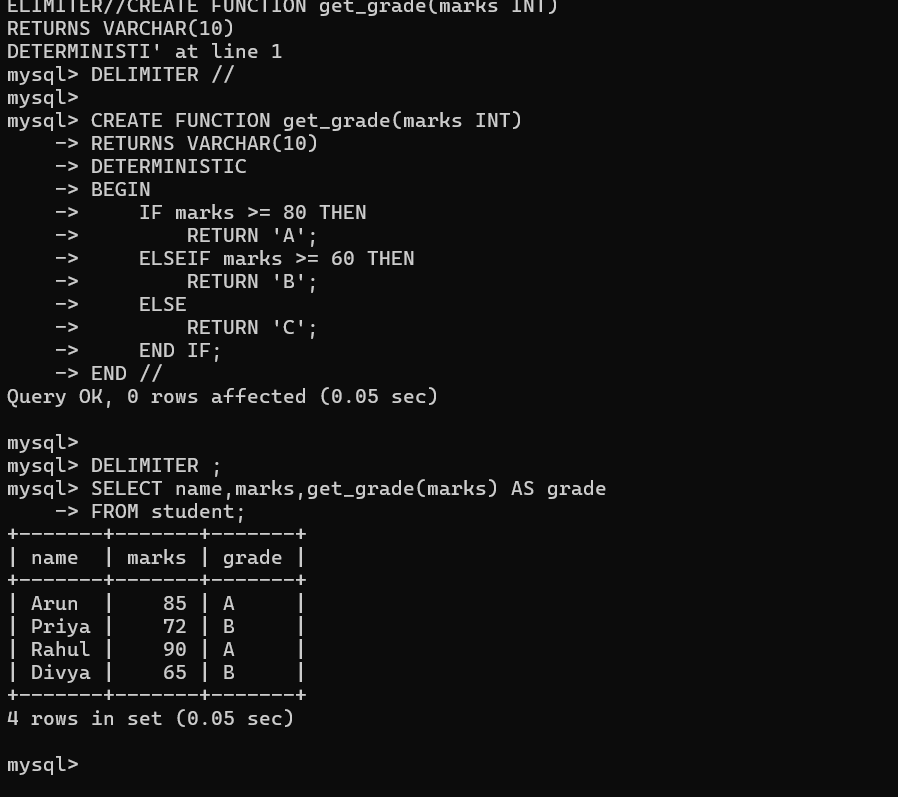 ELIMITER//CREATE FUNCTION get_grade(marks INT)
RETURNS VARCHAR(10)
DETERMINISTI' at line 1
mysql> DELIMITER //
mysql>
mysql> CREATE FUNCTION get_grade(marks INT)
    -> RETURNS VARCHAR(10)
    -> DETERMINISTIC
    -> BEGIN
    ->     IF marks >= 80 THEN
    ->         RETURN 'A';
    ->     ELSEIF marks >= 60 THEN
    ->         RETURN 'B';
    ->     ELSE
    ->         RETURN 'C';
    ->     END IF;
    -> END //
Query OK, 0 rows affected (0.05 sec)

mysql>
mysql> DELIMITER ;
mysql> SELECT name,marks,get_grade(marks) AS grade
    -> FROM student;
+-------+-------+-------+
| name  | marks | grade |
+-------+-------+-------+
| Arun  |    85 | A     |
| Priya |    72 | B     |
| Rahul |    90 | A     |
| Divya |    65 | B     |
+-------+-------+-------+
4 rows in set (0.05 sec)

mysql>